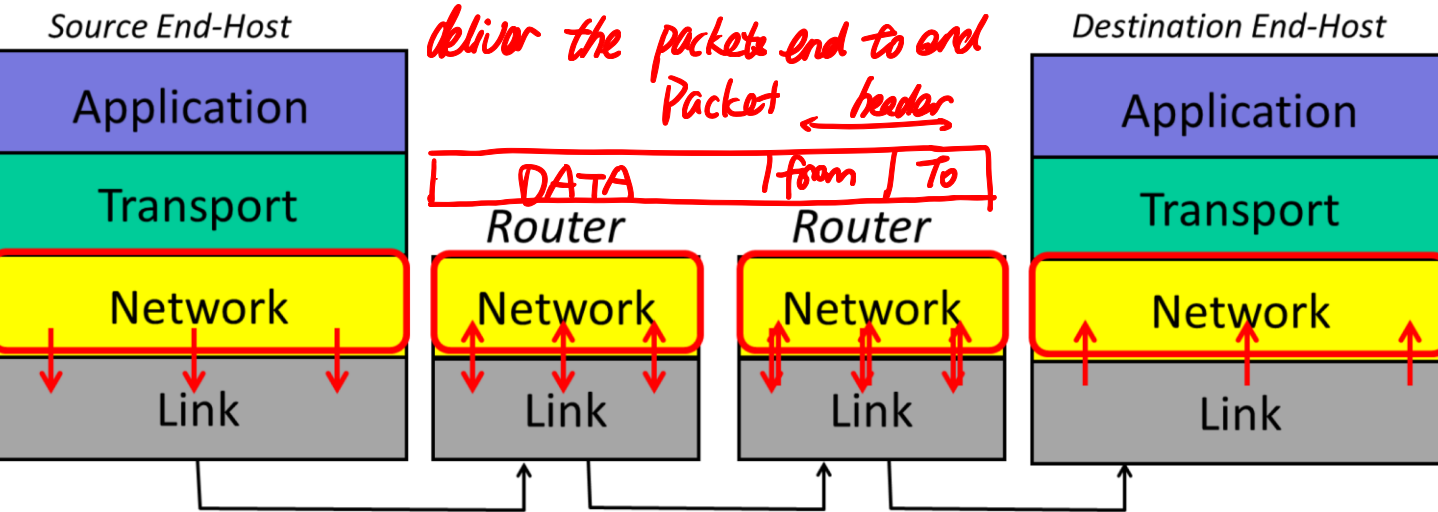 Source End-Host
deliver the packets end to end
Destination End-Host
Packet header
DATA from To
Application
Application
Transport
Transport
Router
Router
Network
Network
Network
Network
Link
Link
Link
Link